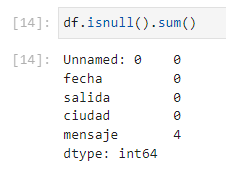 [14]: df.isnull().sum()
[14]: Unnamed: 0    0
fecha         0
salida        0
ciudad        0
mensaje       4
dtype: int64